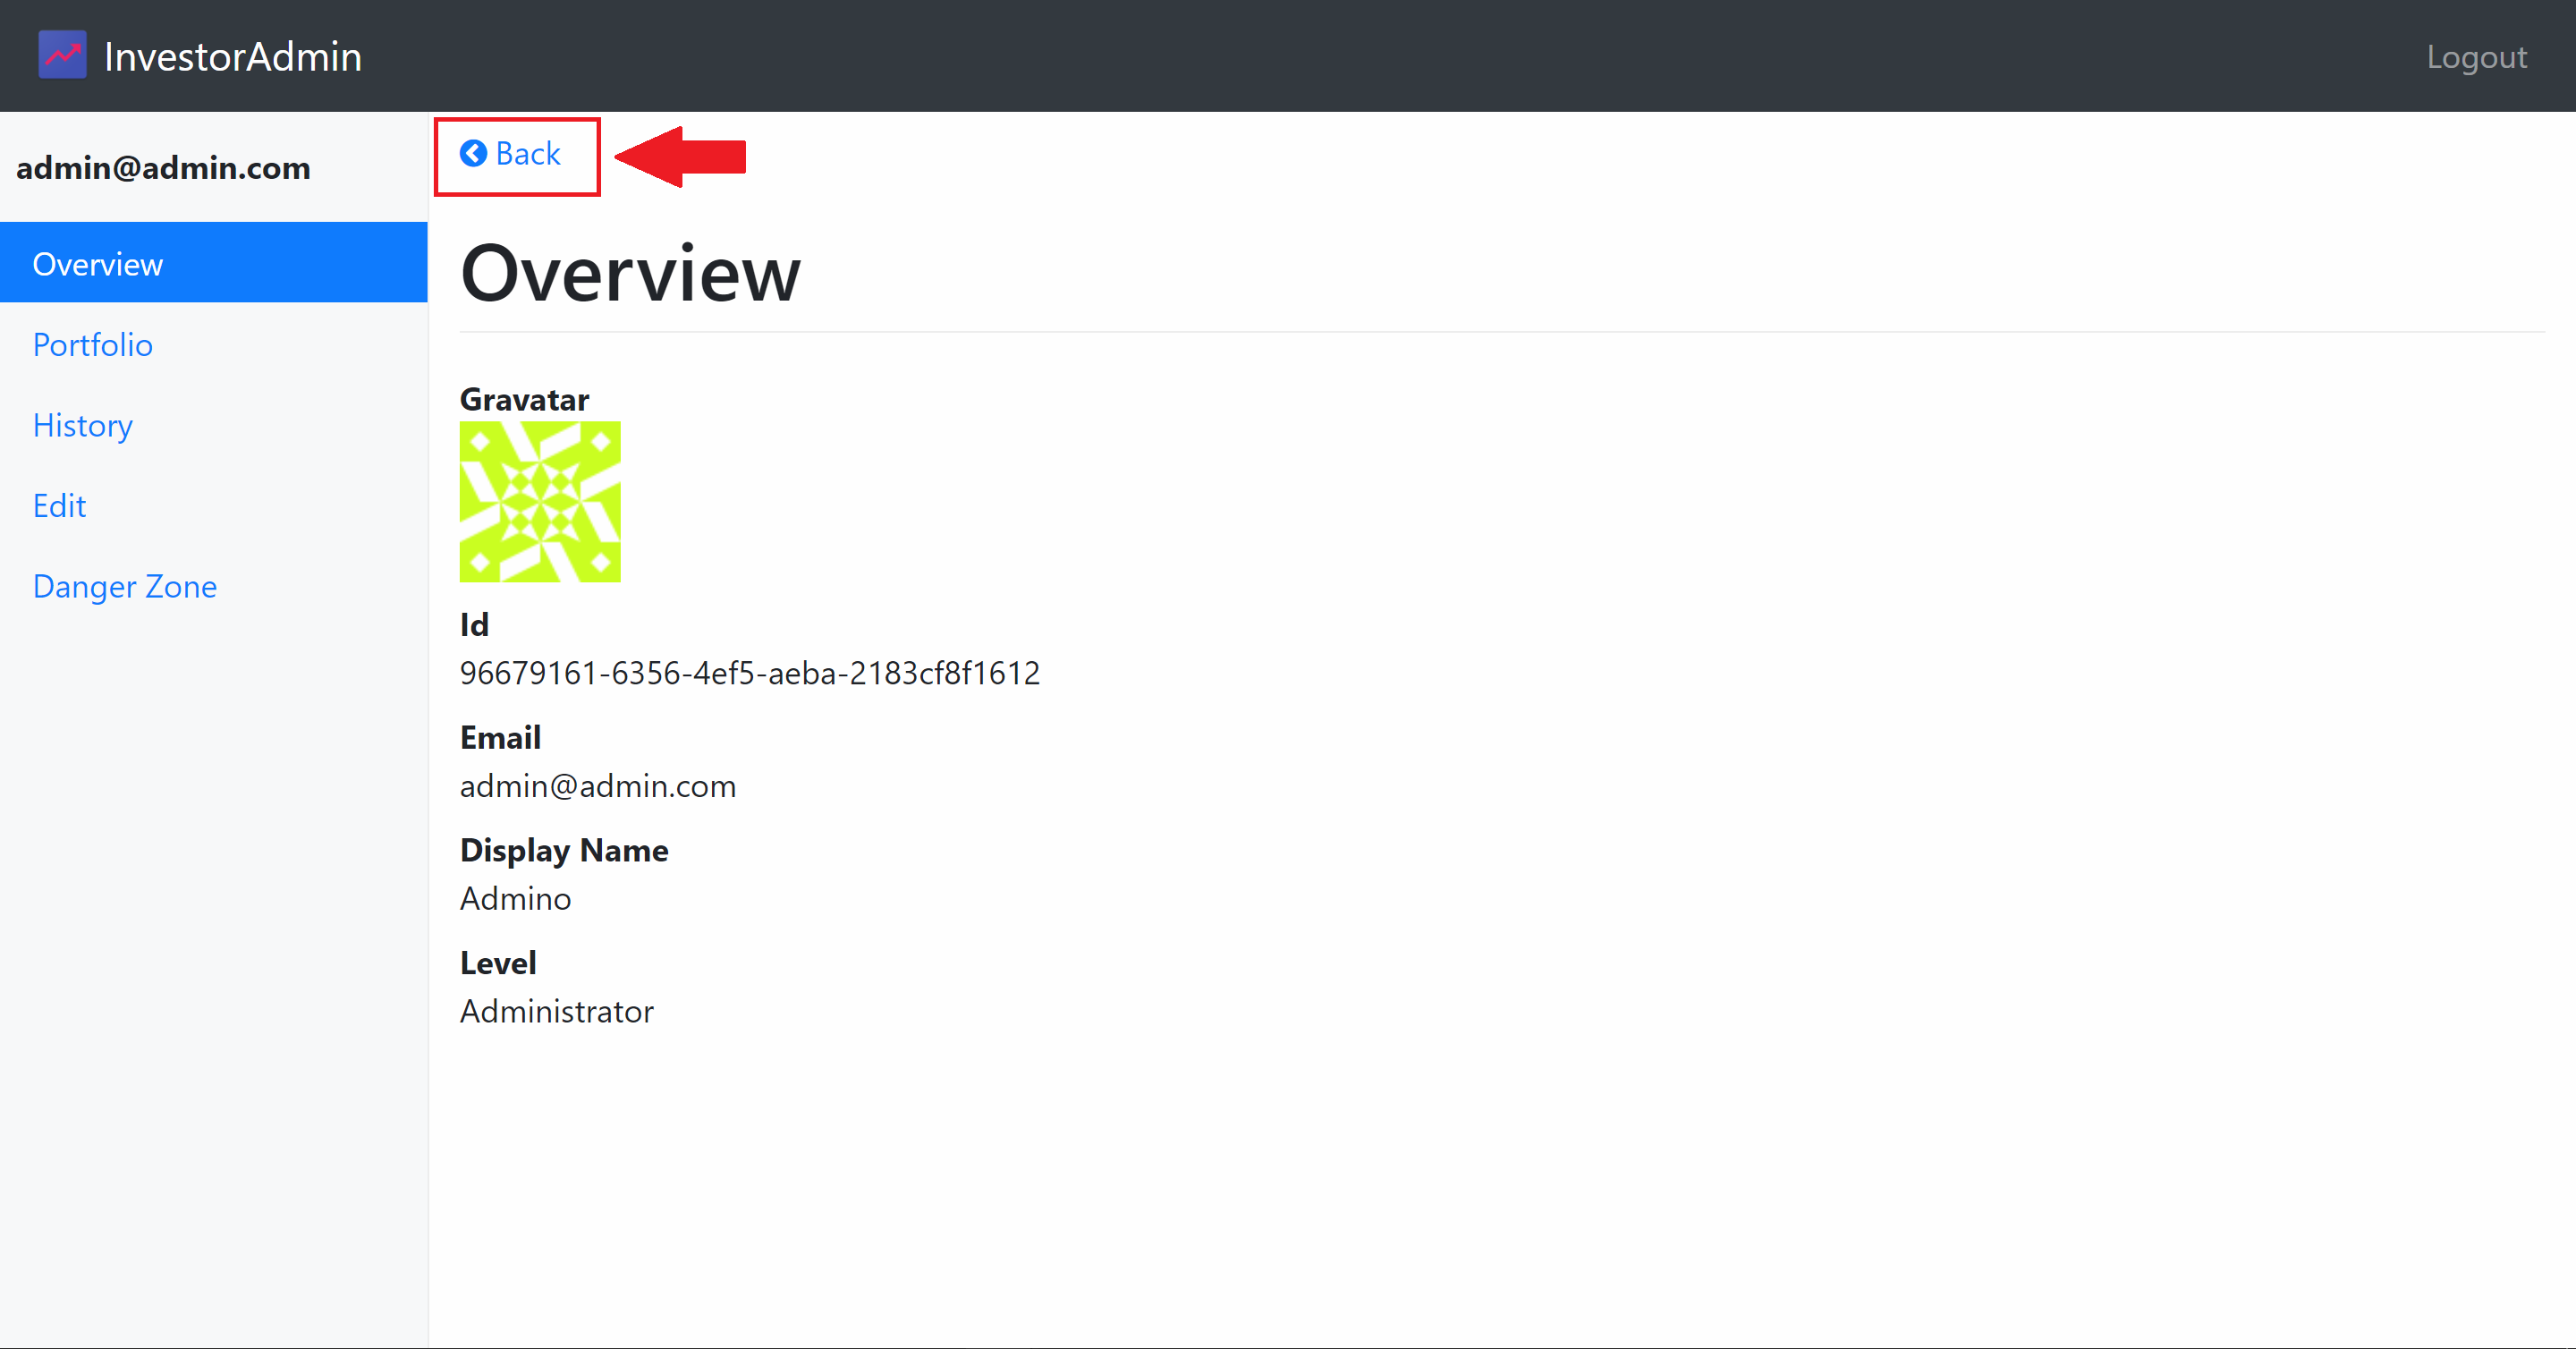 InvestorAdmin
Logout
admin@admin.com
Overview
Portfolio
History
Edit
Danger Zone
Back
Overview
Gravatar
Id
96679161-6356-4ef5-aeba-2183cf8f1612
Email
admin@admin.com
Display Name
Admino
Level
Administrator